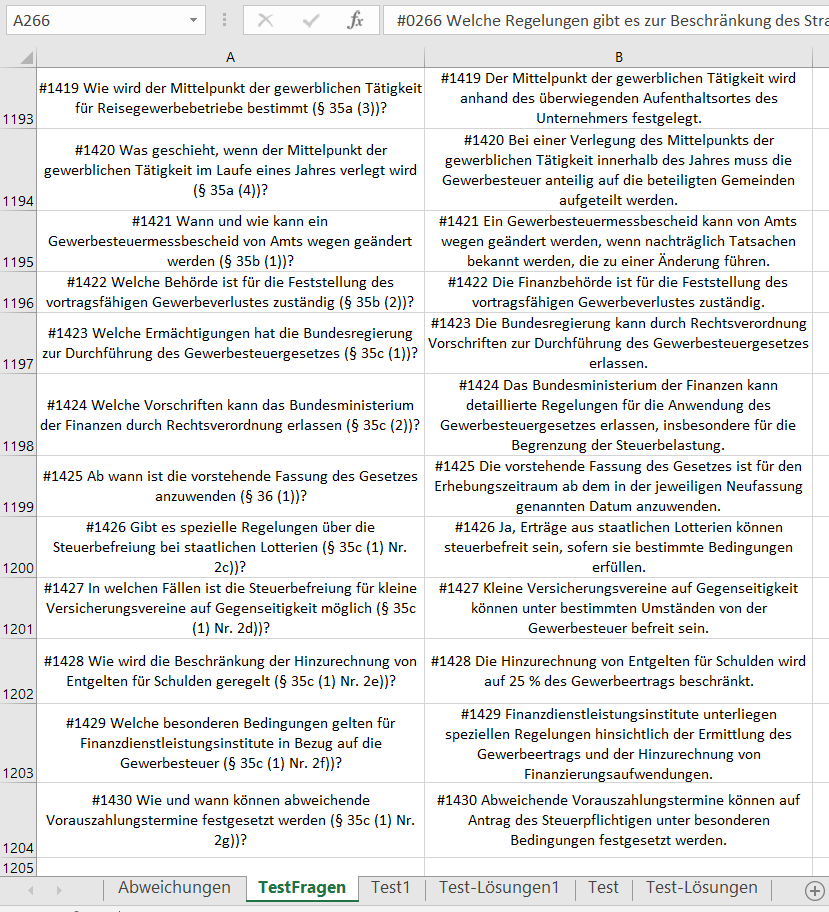 A266
fx
#0266 Welche Regelungen gibt es zur Beschränkung des Stra
A
B
1193
#1419 Wie wird der Mittelpunkt der gewerblichen Tätigkeit
für Reisegewerbebetriebe bestimmt (§ 35a (3))?
#1419 Der Mittelpunkt der gewerblichen Tätigkeit wird
anhand des überwiegenden Aufenthaltsortes des
Unternehmers festgelegt.
1194
#1420 Was geschieht, wenn der Mittelpunkt der
gewerblichen Tätigkeit im Laufe eines Jahres verlegt wird
(§ 35a (4))?
#1420 Bei einer Verlegung des Mittelpunkts der
gewerblichen Tätigkeit innerhalb des Jahres muss die
Gewerbesteuer anteilig auf die beteiligten Gemeinden
aufgeteilt werden.
1195
#1421 Wann und wie kann ein
Gewerbesteuermessbescheid von Amts wegen geändert
werden (§ 35b (1))?
#1421 Ein Gewerbesteuermessbescheid kann von Amts
wegen geändert werden, wenn nachträglich Tatsachen
bekannt werden, die zu einer Änderung führen.
1196
#1422 Welche Behörde ist für die Feststellung des
vortragsfähigen Gewerbeverlustes zuständig (§ 35b (2))?
#1422 Die Finanzbehörde ist für die Feststellung des
vortragsfähigen Gewerbeverlustes zuständig.
1197
#1423 Welche Ermächtigungen hat die Bundesregierung
zur Durchführung des Gewerbesteuergesetzes (§ 35c (1))?
#1423 Die Bundesregierung kann durch Rechtsverordnung
Vorschriften zur Durchführung des Gewerbesteuergesetzes
erlassen.
1198
#1424 Welche Vorschriften kann das Bundesministerium
der Finanzen durch Rechtsverordnung erlassen (§ 35c (2))?
#1424 Das Bundesministerium der Finanzen kann
detaillierte Regelungen für die Anwendung des
Gewerbesteuergesetzes erlassen, insbesondere für die
Begrenzung der Steuerbelastung.
1199
#1425 Ab wann ist die vorstehende Fassung des Gesetzes
anzuwenden (§ 36 (1))?
#1425 Die vorstehende Fassung des Gesetzes ist für den
Erhebungszeitraum ab dem in der jeweiligen Neufassung
genannten Datum anzuwenden.
1200
#1426 Gibt es spezielle Regelungen über die
Steuerbefreiung bei staatlichen Lotterien (§ 35c (1) Nr.
2c))?
#1426 Ja, Erträge aus staatlichen Lotterien können
steuerbefreit sein, sofern sie bestimmte Bedingungen
erfüllen.
1201
#1427 In welchen Fällen ist die Steuerbefreiung für kleine
Versicherungsvereine auf Gegenseitigkeit möglich (§ 35c
(1) Nr. 2d))?
#1427 Kleine Versicherungsvereine auf Gegenseitigkeit
können unter bestimmten Umständen von der
Gewerbesteuer befreit sein.
1202
#1428 Wie wird die Beschränkung der Hinzurechnung von
Entgelten für Schulden geregelt (§ 35c (1) Nr. 2e))?
#1428 Die Hinzurechnung von Entgelten für Schulden wird
auf 25 % des Gewerbeertrags beschränkt.
1203
#1429 Welche besonderen Bedingungen gelten für
Finanzdienstleistungsinstitute in Bezug auf die
Gewerbesteuer (§ 35c (1) Nr. 2f))?
#1429 Finanzdienstleistungsinstitute unterliegen
speziellen Regelungen hinsichtlich der Ermittlung des
Gewerbeertrags und der Hinzurechnung von
Finanzierungsaufwendungen.
1204
#1430 Wie und wann können abweichende
Vorauszahlungstermine festgesetzt werden (§ 35c (1) Nr.
2g))?
#1430 Abweichende Vorauszahlungstermine können auf
Antrag des Steuerpflichtigen unter besonderen
Bedingungen festgesetzt werden.
1205
Abweichungen
TestFragen
Test1
Test-Lösungen1
Test
Test-Lösungen